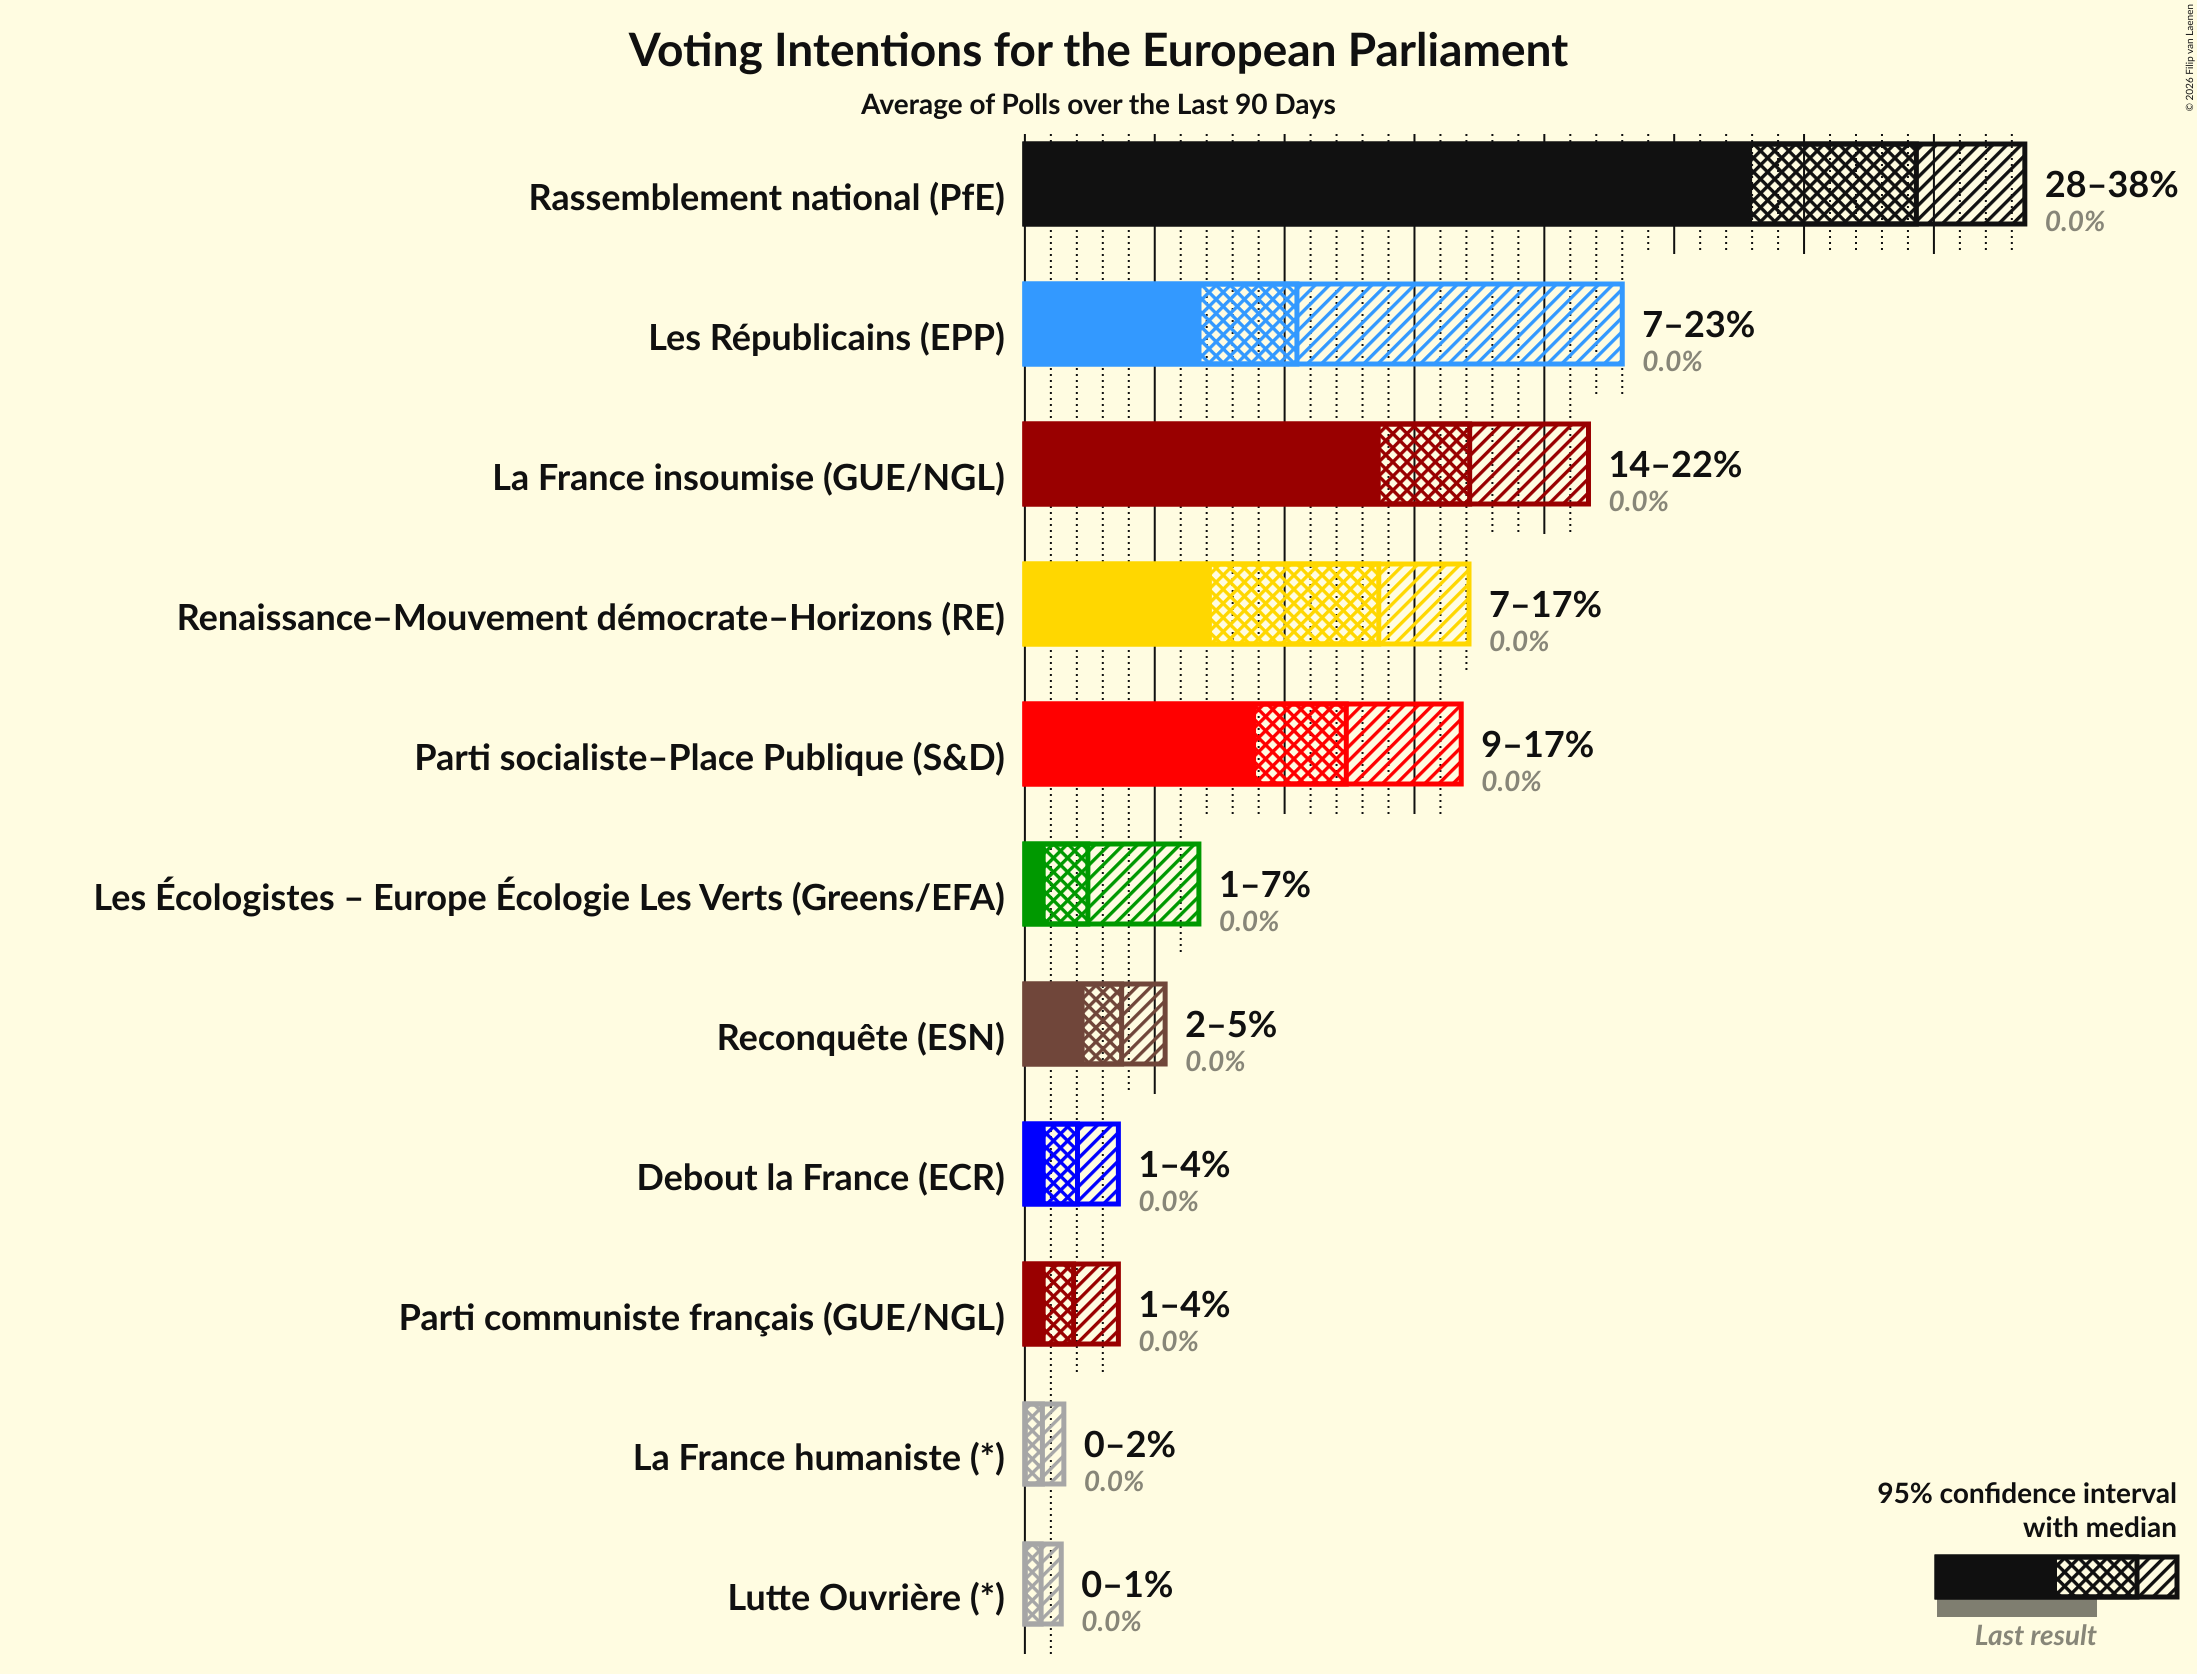 Voting Intentions for the European Parliament
Average of Polls over the Last 90 Days
© 2026 Filip van Laenen
Rassemblement national (PfE)
28–38%
0.0%
Les Républicains (EPP)
7–23%
0.0%
La France insoumise (GUE/NGL)
14–22%
0.0%
Renaissance–Mouvement démocrate–Horizons (RE)
7–17%
0.0%
Parti socialiste–Place Publique (S&D)
9–17%
0.0%
Les Écologistes – Europe Écologie Les Verts (Greens/EFA)
1–7%
0.0%
Reconquête (ESN)
2–5%
0.0%
Debout la France (ECR)
1–4%
0.0%
Parti communiste français (GUE/NGL)
1–4%
0.0%
La France humaniste (*)
0–2%
0.0%
Lutte Ouvrière (*)
0–1%
0.0%
95% confidence interval
with median
Last result